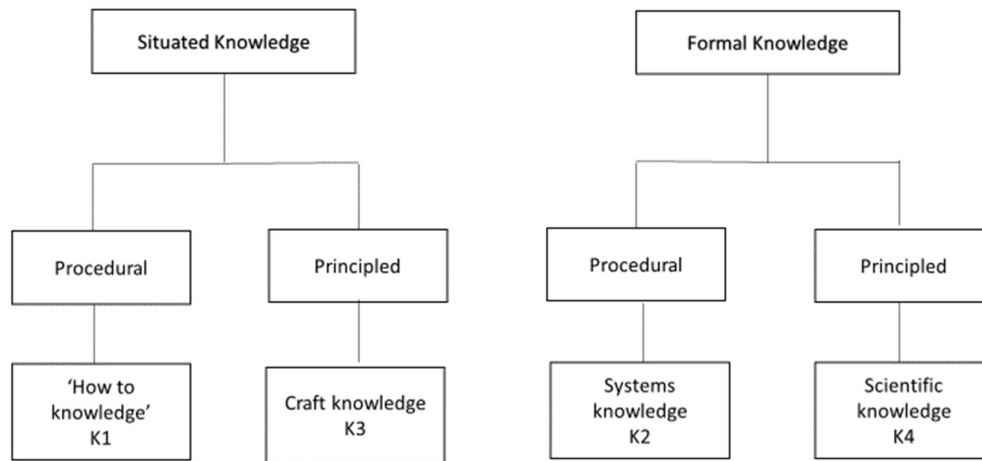 Situated Knowledge
Formal Knowledge
Procedural
Principled
Procedural
Principled
‘How to
knowledge’
K1
Craft knowledge
K3
Systems
knowledge
K2
Scientific
knowledge
K4